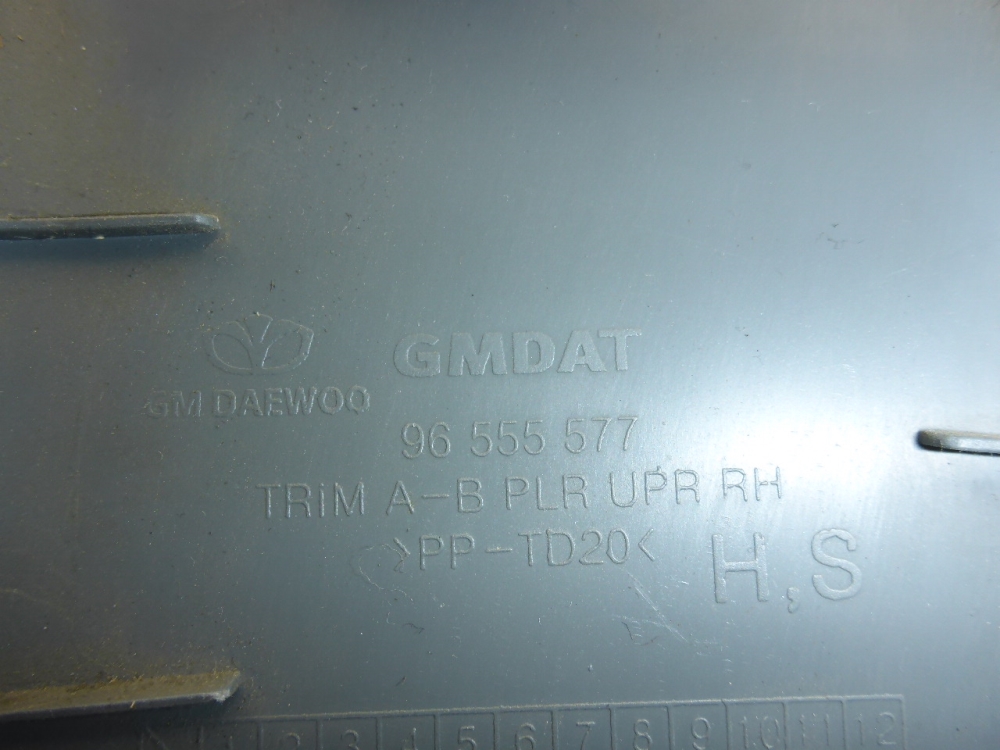 GMDAT
GM DAEWOO
96 555 577
TRiM A-B PLR UPR RH
>PP-TD20<
H,S
1 2 3 4 5 6 7 8 9 10 11 12